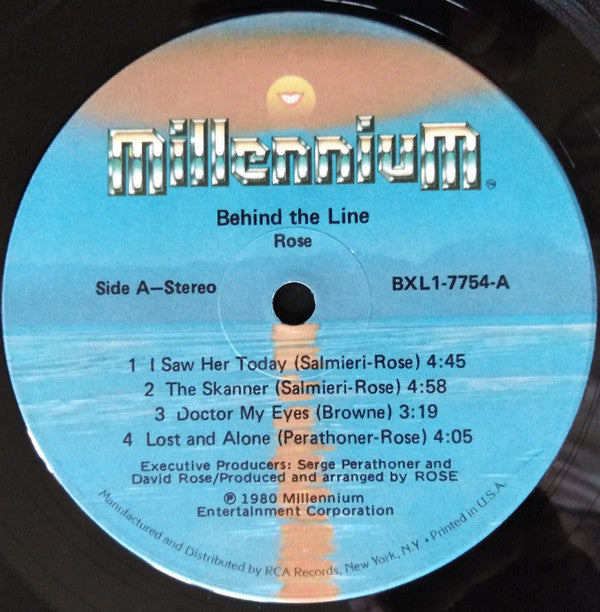 Millennium
Behind the Line
Rose
Side A—Stereo
BXL1-7754-A
1 I Saw Her Today (Salmieri-Rose) 4:45
2 The Skanner (Salmieri-Rose) 4:58
3 Doctor My Eyes (Browne) 3:19
4 Lost and Alone (Perathoner-Rose) 4:05
Executive Producers: Serge Perathoner and
David Rose/Produced and arranged by ROSE
℗ 1980 Millennium
Entertainment Corporation
Manufactured and Distributed by RCA Records, New York, N.Y. • Printed in U.S.A.